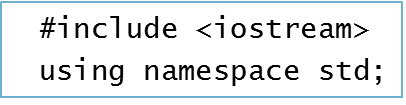 #include <iostream>
using namespace std;